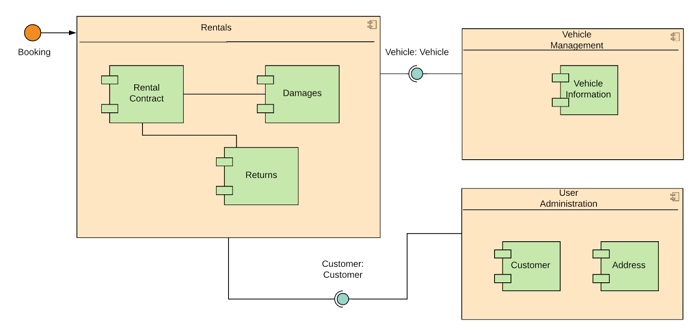 Booking
Rentals
Rental
Contract
Damages
Returns
Vehicle: Vehicle
Vehicle
Management
Vehicle
Information
Customer:
Customer
User
Administration
Customer
Address